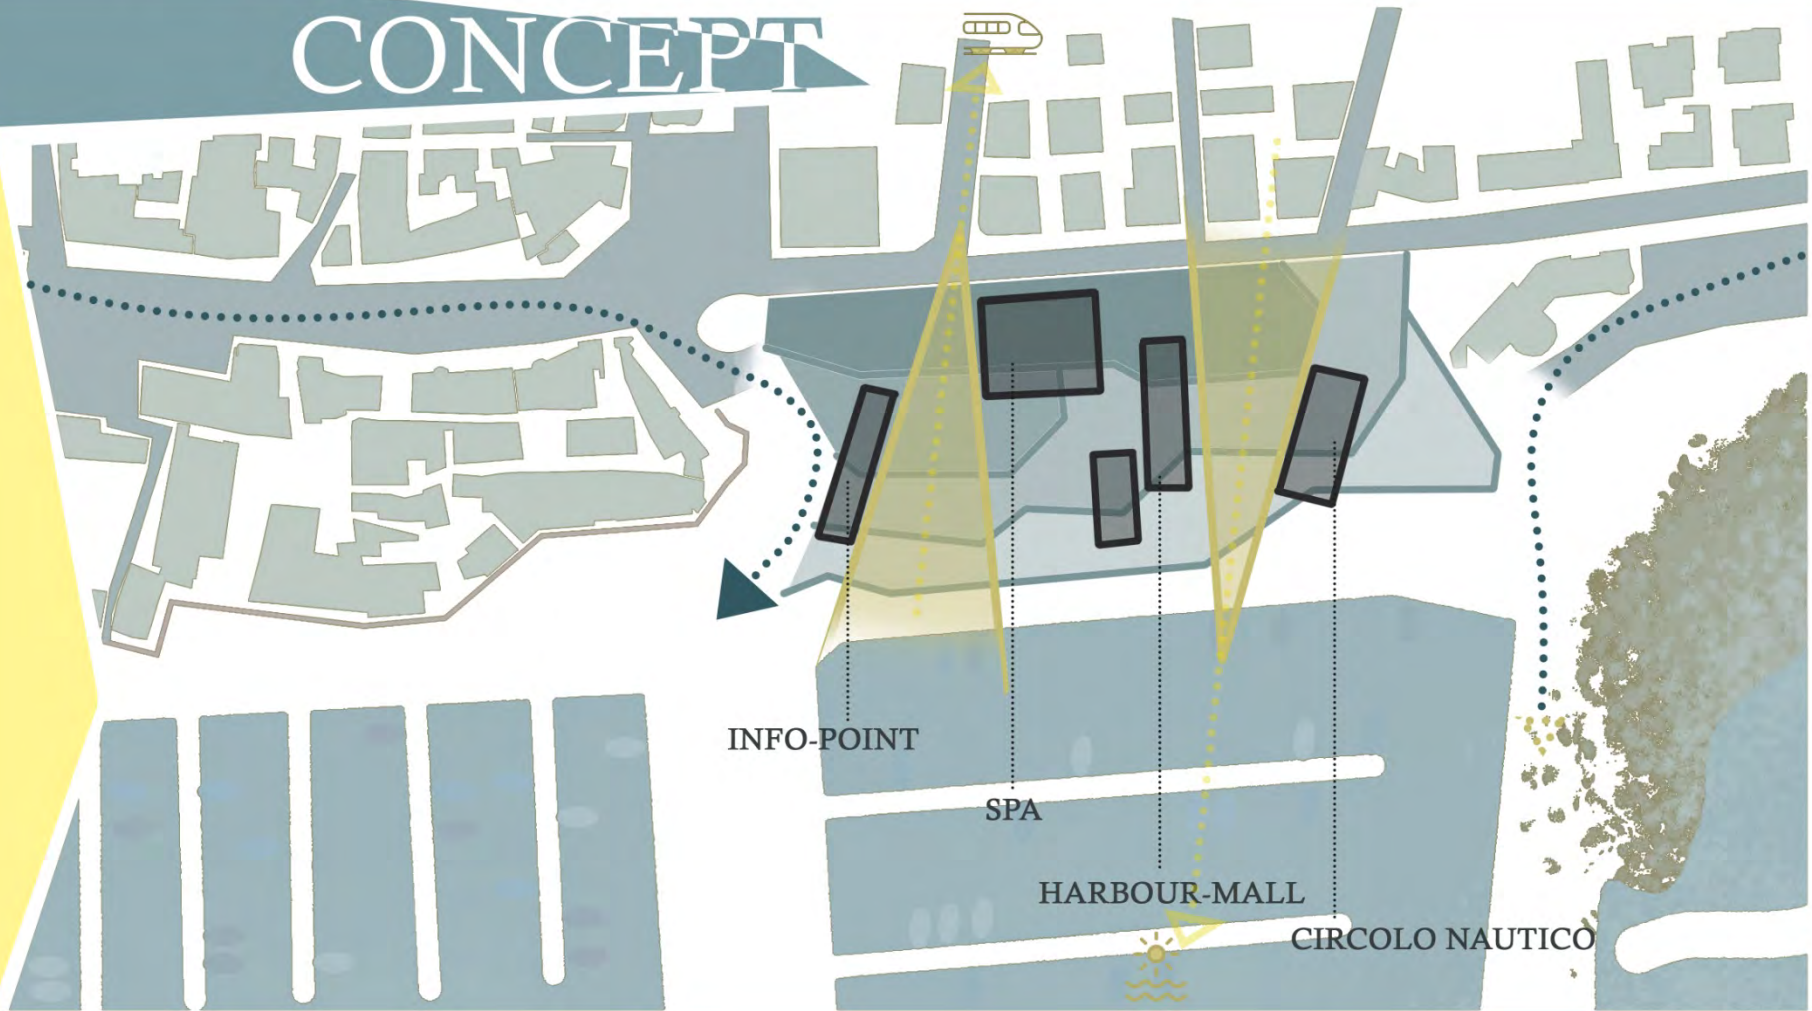 CONCEPT
INFO-POINT
SPA
HARBOUR-MALL
CIRCOLO NAUTICO